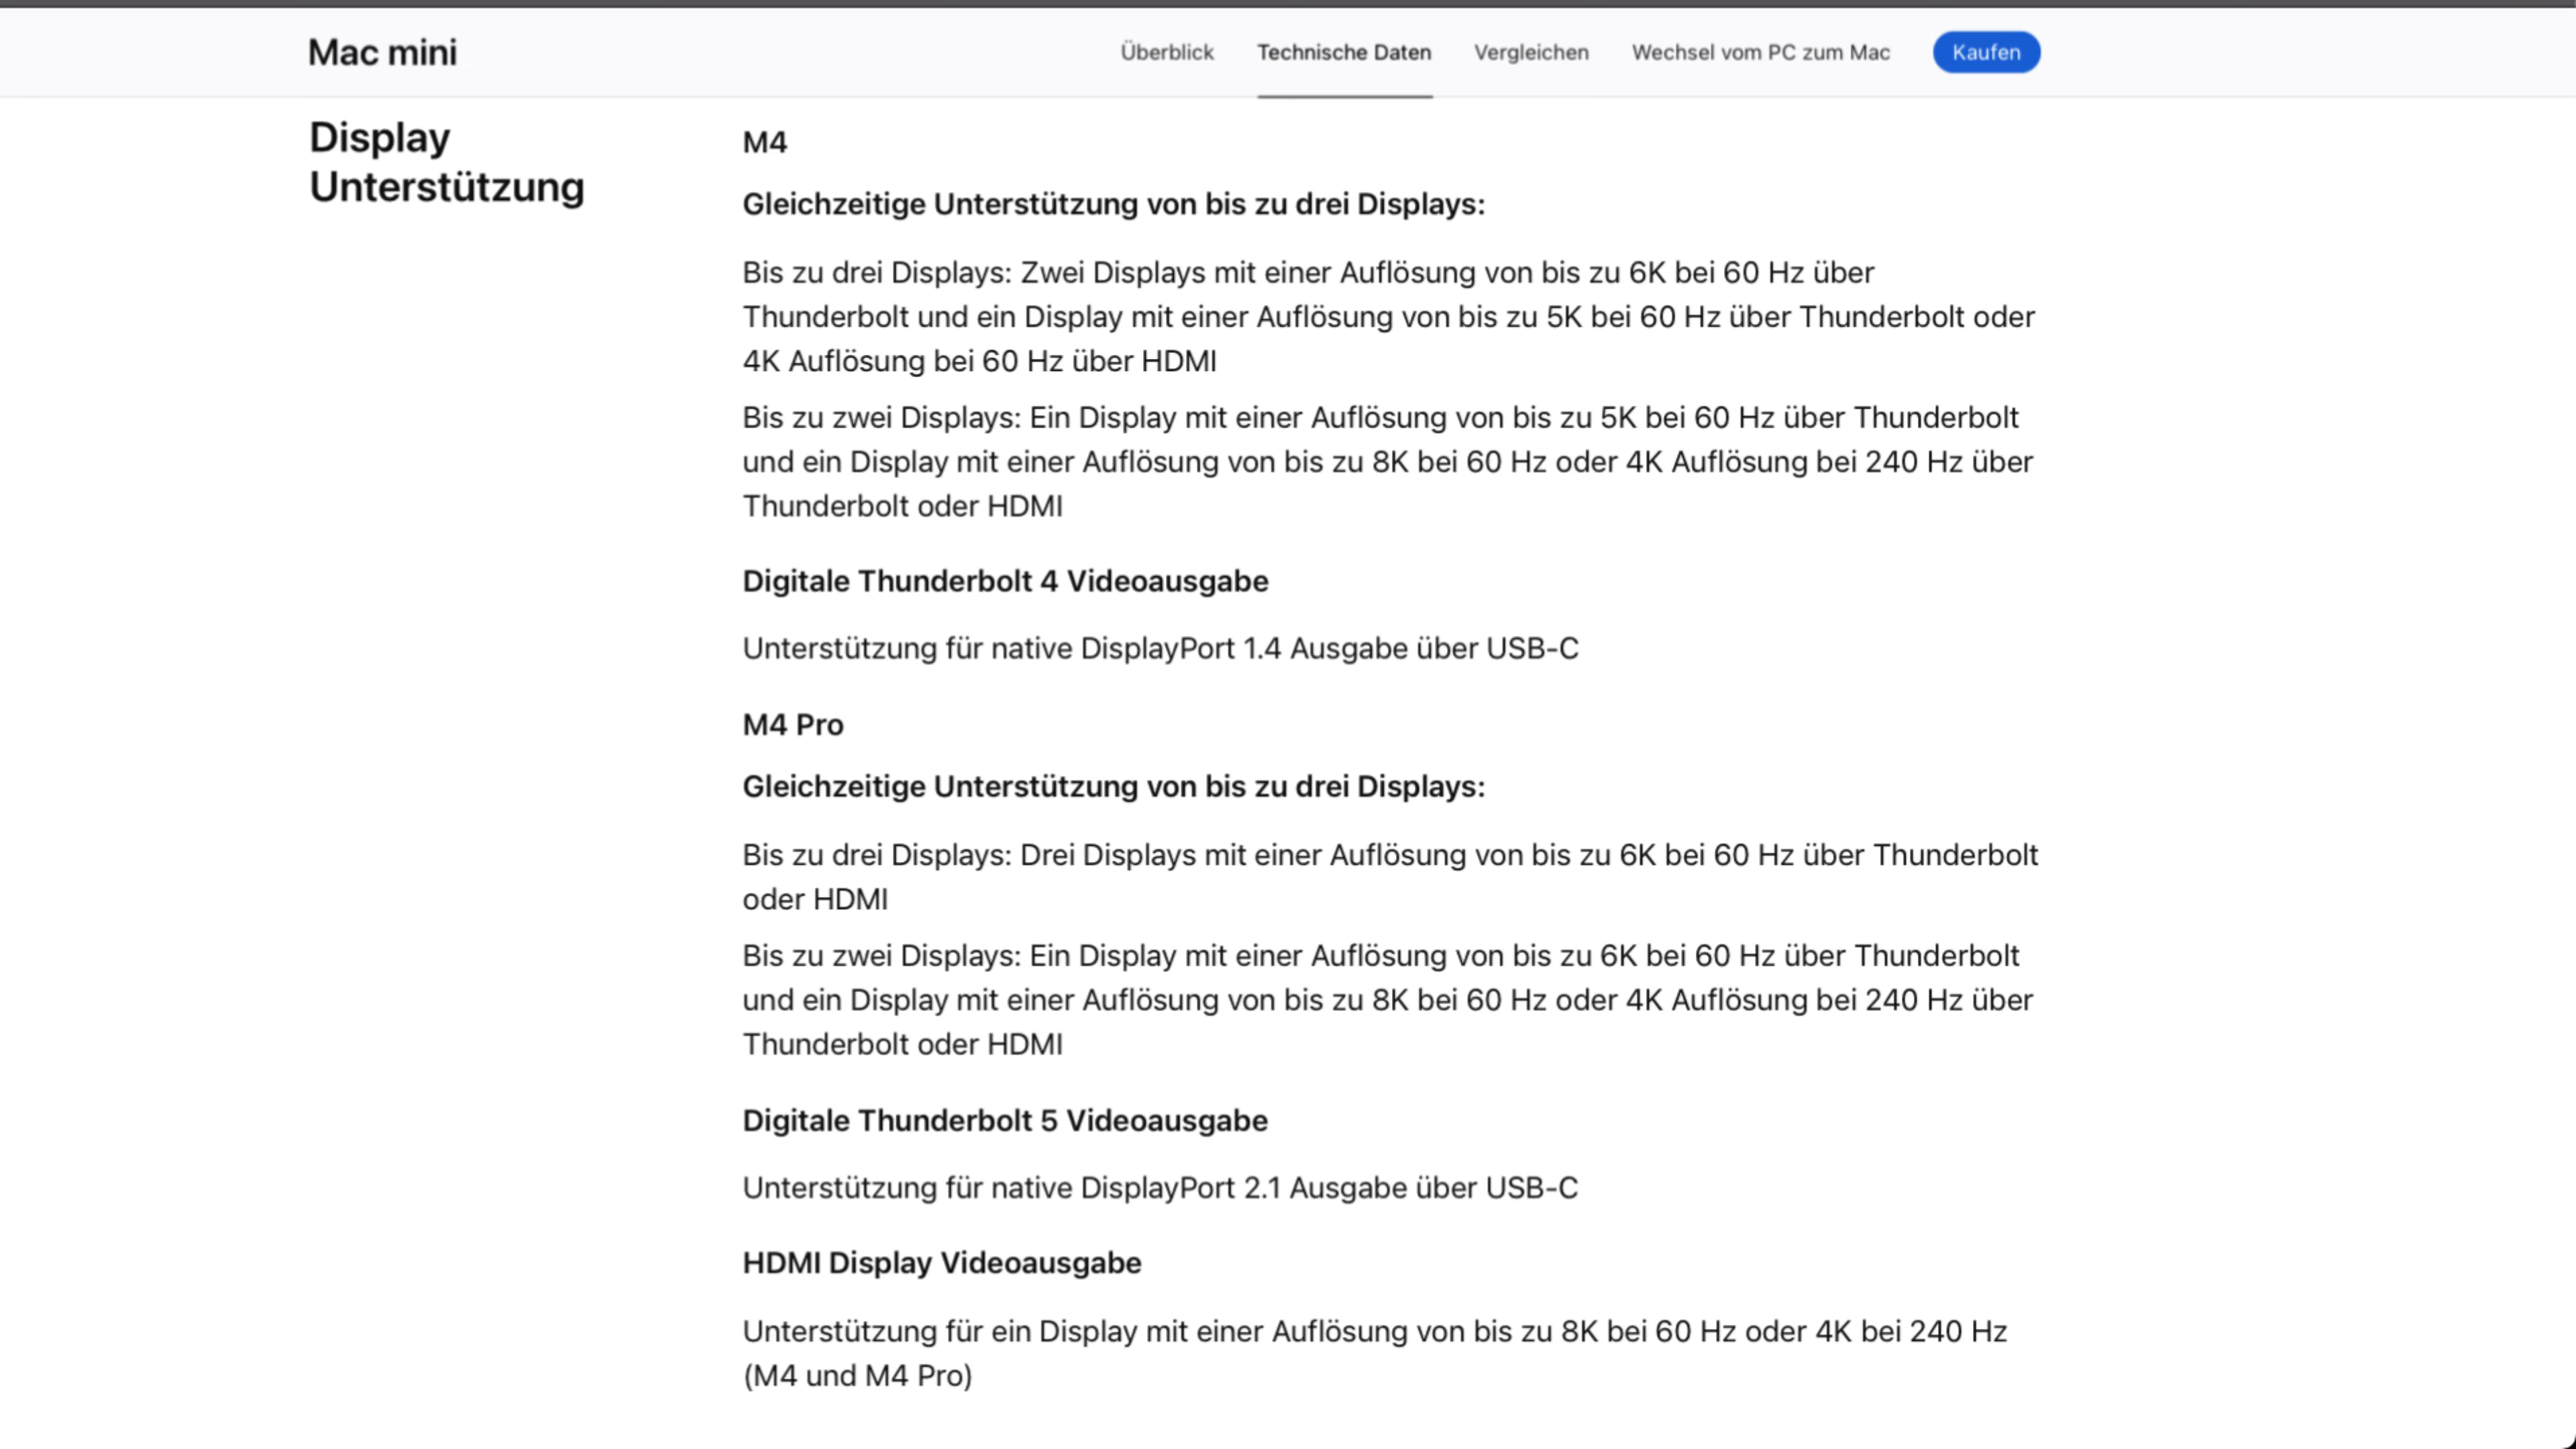 Mac mini
Überblick
Technische Daten
Vergleichen
Wechsel vom PC zum Mac
Kaufen
Display
Unterstützung
M4
Gleichzeitige Unterstützung von bis zu drei Displays:
Bis zu drei Displays: Zwei Displays mit einer Auflösung von bis zu 6K bei 60 Hz über
Thunderbolt und ein Display mit einer Auflösung von bis zu 5K bei 60 Hz über Thunderbolt oder
4K Auflösung bei 60 Hz über HDMI
Bis zu zwei Displays: Ein Display mit einer Auflösung von bis zu 5K bei 60 Hz über Thunderbolt
und ein Display mit einer Auflösung von bis zu 8K bei 60 Hz oder 4K Auflösung bei 240 Hz über
Thunderbolt oder HDMI
Digitale Thunderbolt 4 Videoausgabe
Unterstützung für native DisplayPort 1.4 Ausgabe über USB-C
M4 Pro
Gleichzeitige Unterstützung von bis zu drei Displays:
Bis zu drei Displays: Drei Displays mit einer Auflösung von bis zu 6K bei 60 Hz über Thunderbolt
oder HDMI
Bis zu zwei Displays: Ein Display mit einer Auflösung von bis zu 6K bei 60 Hz über Thunderbolt
und ein Display mit einer Auflösung von bis zu 8K bei 60 Hz oder 4K Auflösung bei 240 Hz über
Thunderbolt oder HDMI
Digitale Thunderbolt 5 Videoausgabe
Unterstützung für native DisplayPort 2.1 Ausgabe über USB-C
HDMI Display Videoausgabe
Unterstützung für ein Display mit einer Auflösung von bis zu 8K bei 60 Hz oder 4K bei 240 Hz
(M4 und M4 Pro)